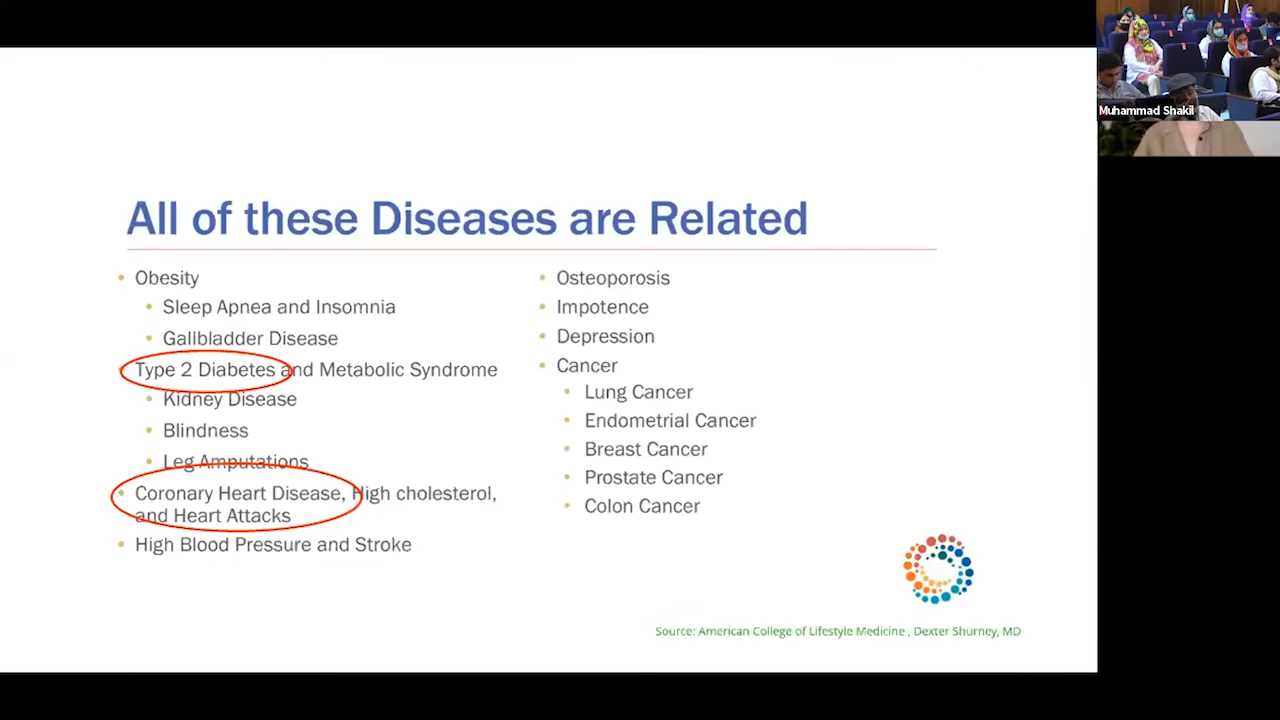 All of these Diseases are Related
• Obesity
• Sleep Apnea and Insomnia
• Gallbladder Disease
• Type 2 Diabetes and Metabolic Syndrome
• Kidney Disease
• Blindness
• Leg Amputations
• Coronary Heart Disease, High cholesterol,
and Heart Attacks
• High Blood Pressure and Stroke
• Osteoporosis
• Impotence
• Depression
• Cancer
• Lung Cancer
• Endometrial Cancer
• Breast Cancer
• Prostate Cancer
• Colon Cancer
Source: American College of Lifestyle Medicine , Dexter Shurney, MD
Muhammad Shakil